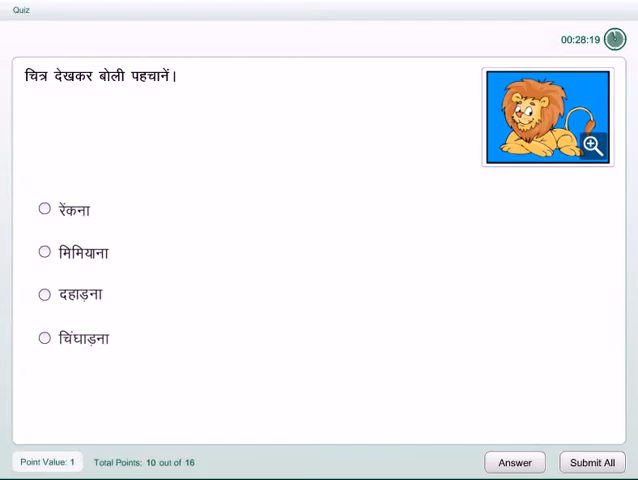 Quiz
00:28:19
चित्र देखकर बोली पहचानें।
रेंकना
मिमियाना
दहाड़ना
चिंघाड़ना
Point Value: 1 Total Points: 10 out of 16 Answer Submit All